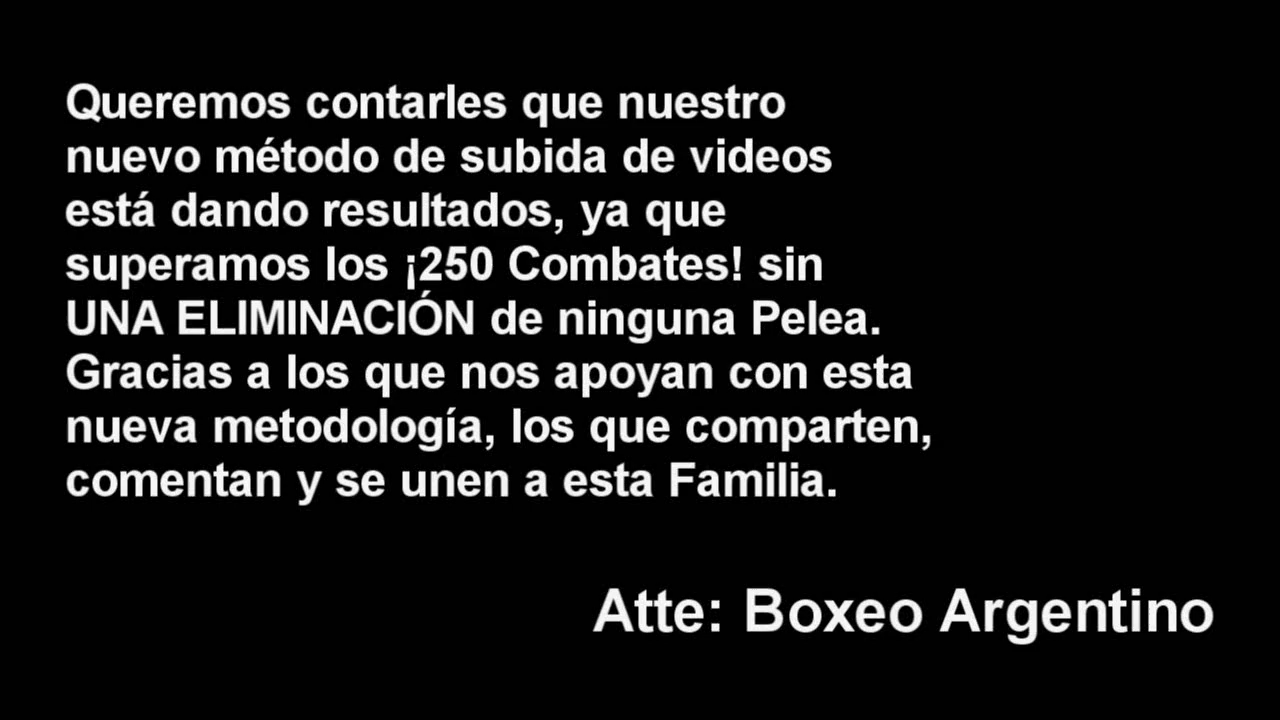 Queremos contarles que nuestro
nuevo método de subida de videos
está dando resultados, ya que
superamos los ¡250 Combates! sin
UNA ELIMINACIÓN de ninguna Pelea.
Gracias a los que nos apoyan con esta
nueva metodología, los que comparten,
comentan y se unen a esta Familia.
Atte: Boxeo Argentino